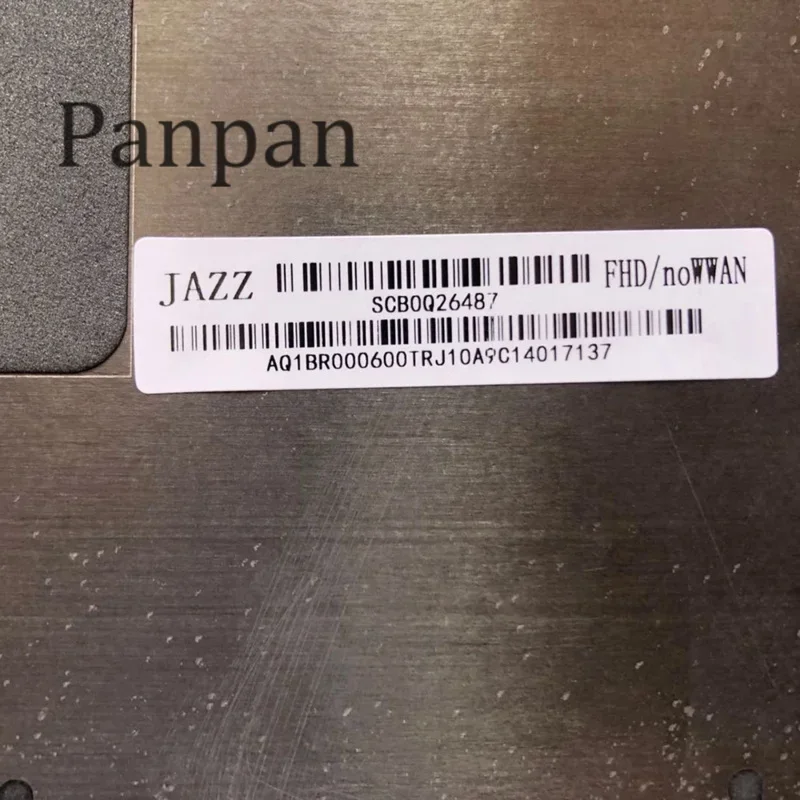 Panpan
JAZZ FHD/noWWAN
SCB0Q26487
AQ1BR000600TRJ10A9C14017137